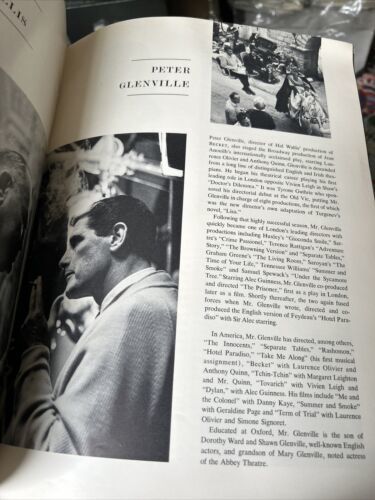 LLIS
PETER
GLENVILLE
Peter Glenville, director of Hal Wallis' production of
BECKET, also staged the Broadway production of Jean
Anouilh's internationally acclaimed play, starring Lau-
rence Olivier and Anthony Quinn. Glenville is descended
from a long line of distinguished English and Irish thes-
pians. He began his theatrical career playing his first
leading role in London opposite Vivien Leigh in Shaw's
"Doctor's Dilemma." It was Tyrone Guthrie who spon-
sored his directorial debut at the Old Vic, putting Mr.
Glenville in charge of eight productions, the first of which
was the new director's own adaptation of Turgenev's
novel, "Lisa."
Following that highly successful season, Mr. Glenville
quickly became one of London's leading directors with
productions including Huxley's "Gioconda Smile," Sar-
tre's "Crime Passionel," Terence Rattigan's "Adventure
Story," "The Browning Version" and "Separate Tables,"
Graham Greene's "The Living Room," Saroyan's "The
Time of Your Life," Tennessee Williams' "Summer and
Smoke" and Samuel Spewack's "Under the Sycamore
Tree." Starring Alec Guinness, Mr. Glenville co-produced
and directed "The Prisoner," first as a play in London,
later as a film. Shortly thereafter, the two again based
forces when Mr. Glenville wrote, directed and co-
produced the English version of Feydeau's "Hotel Para-
diso" with Sir Alec starring.
In America, Mr. Glenville has directed, among others,
"The Innocents," "Separate Tables," "Rashomon,"
"Hotel Paradiso," "Take Me Along" (his first musical
assignment), "Becket" with Laurence Olivier and
Anthony Quinn, "Tchin-Tchin" with Margaret Leighton
and Mr. Quinn, "Tovarich" with Vivien Leigh and
"Dylan," with Alec Guinness. His films include "Me and
the Colonel" with Danny Kaye, "Summer and Smoke"
with Geraldine Page and "Term of Trial" with Laurence
Olivier and Simone Signoret.
Educated at Oxford, Mr. Glenville is the son of
Dorothy Ward and Shawn Glenville, well-known English
actors, and grandson of Mary Glenville, noted actress
of the Abbey Theatre.